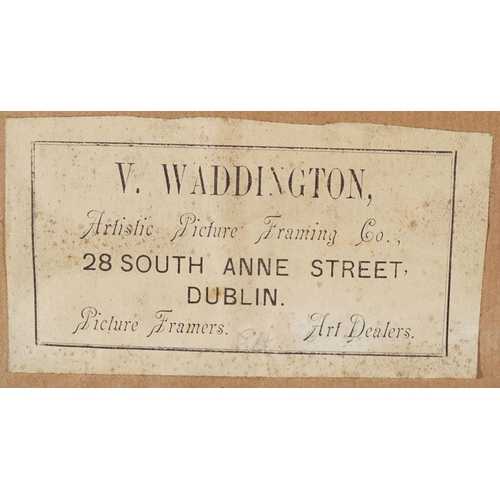 V. WADDINGTON,
Artistic Picture Framing Co.,
28 SOUTH ANNE STREET,
DUBLIN.
Picture Framers. Art Dealers.